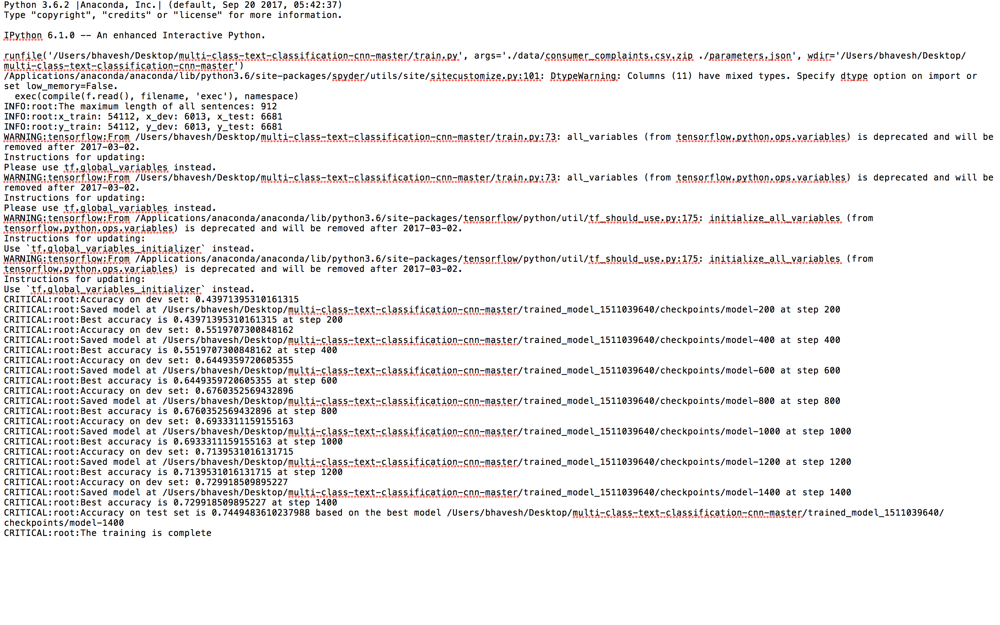 Python 3.6.2 |Anaconda, Inc.| (default, Sep 20 2017, 05:42:37)
Type "copyright", "credits" or "license" for more information.
IPython 6.1.0 -- An enhanced Interactive Python.
runfile('/Users/bhavesh/Desktop/multi-class-text-classification-cnn-master/train.py', args='./data/consumer_complaints.csv.zip ./parameters.json', wdir='/Users/bhavesh/Desktop/
multi-class-text-classification-cnn-master')
/Applications/anaconda/anaconda/lib/python3.6/site-packages/spyder/utils/site/sitecustomize.py:101: DtypeWarning: Columns (11) have mixed types. Specify dtype option on import or
set low_memory=False.
  exec(compile(f.read(), filename, 'exec'), namespace)
INFO:root:The maximum length of all sentences: 912
INFO:root:x_train: 54112, x_dev: 6013, x_test: 6681
INFO:root:y_train: 54112, y_dev: 6013, y_test: 6681
WARNING:tensorflow:From /Users/bhavesh/Desktop/multi-class-text-classification-cnn-master/train.py:73: all_variables (from tensorflow.python.ops.variables) is deprecated and will be
removed after 2017-03-02.
Instructions for updating:
Please use tf.global_variables instead.
WARNING:tensorflow:From /Users/bhavesh/Desktop/multi-class-text-classification-cnn-master/train.py:73: all_variables (from tensorflow.python.ops.variables) is deprecated and will be
removed after 2017-03-02.
Instructions for updating:
Please use tf.global_variables instead.
WARNING:tensorflow:From /Applications/anaconda/anaconda/lib/python3.6/site-packages/tensorflow/python/util/tf_should_use.py:175: initialize_all_variables (from
tensorflow.python.ops.variables) is deprecated and will be removed after 2017-03-02.
Instructions for updating:
Use `tf.global_variables_initializer` instead.
WARNING:tensorflow:From /Applications/anaconda/anaconda/lib/python3.6/site-packages/tensorflow/python/util/tf_should_use.py:175: initialize_all_variables (from
tensorflow.python.ops.variables) is deprecated and will be removed after 2017-03-02.
Instructions for updating:
Use `tf.global_variables_initializer` instead.
CRITICAL:root:Accuracy on dev set: 0.43971395310161315
CRITICAL:root:Saved model at /Users/bhavesh/Desktop/multi-class-text-classification-cnn-master/trained_model_1511039640/checkpoints/model-200 at step 200
CRITICAL:root:Best accuracy is 0.43971395310161315 at step 200
CRITICAL:root:Accuracy on dev set: 0.5519707300848162
CRITICAL:root:Saved model at /Users/bhavesh/Desktop/multi-class-text-classification-cnn-master/trained_model_1511039640/checkpoints/model-400 at step 400
CRITICAL:root:Best accuracy is 0.5519707300848162 at step 400
CRITICAL:root:Accuracy on dev set: 0.6449359720605355
CRITICAL:root:Saved model at /Users/bhavesh/Desktop/multi-class-text-classification-cnn-master/trained_model_1511039640/checkpoints/model-600 at step 600
CRITICAL:root:Best accuracy is 0.6449359720605355 at step 600
CRITICAL:root:Accuracy on dev set: 0.6760352569432896
CRITICAL:root:Saved model at /Users/bhavesh/Desktop/multi-class-text-classification-cnn-master/trained_model_1511039640/checkpoints/model-800 at step 800
CRITICAL:root:Best accuracy is 0.6760352569432896 at step 800
CRITICAL:root:Accuracy on dev set: 0.6933311159155163
CRITICAL:root:Saved model at /Users/bhavesh/Desktop/multi-class-text-classification-cnn-master/trained_model_1511039640/checkpoints/model-1000 at step 1000
CRITICAL:root:Best accuracy is 0.6933311159155163 at step 1000
CRITICAL:root:Accuracy on dev set: 0.7139531016131715
CRITICAL:root:Saved model at /Users/bhavesh/Desktop/multi-class-text-classification-cnn-master/trained_model_1511039640/checkpoints/model-1200 at step 1200
CRITICAL:root:Best accuracy is 0.7139531016131715 at step 1200
CRITICAL:root:Accuracy on dev set: 0.729918509895227
CRITICAL:root:Saved model at /Users/bhavesh/Desktop/multi-class-text-classification-cnn-master/trained_model_1511039640/checkpoints/model-1400 at step 1400
CRITICAL:root:Best accuracy is 0.729918509895227 at step 1400
CRITICAL:root:Accuracy on test set is 0.7449483610237988 based on the best model /Users/bhavesh/Desktop/multi-class-text-classification-cnn-master/trained_model_1511039640/
checkpoints/model-1400
CRITICAL:root:The training is complete